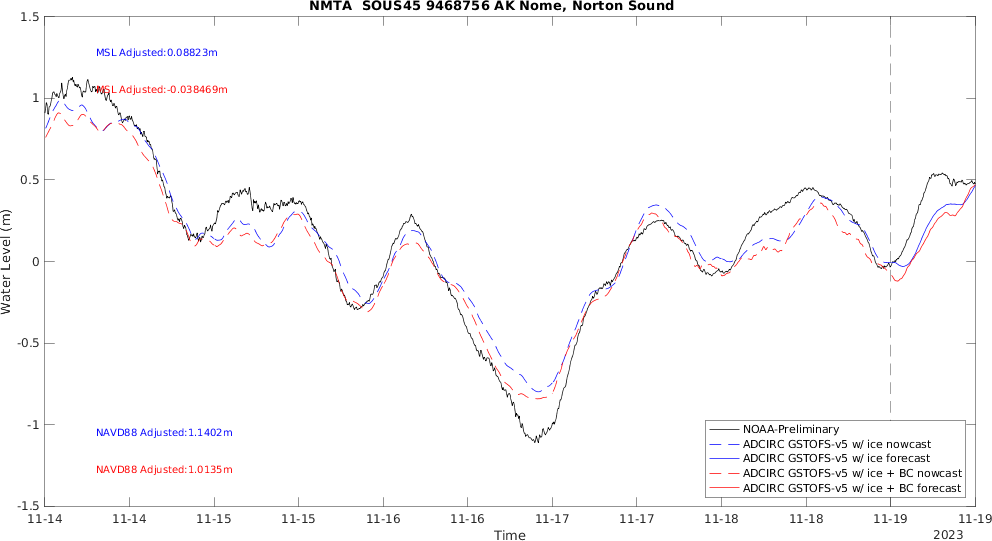 NMTA  SOUS45 9468756 AK Nome, Norton Sound
Water Level (m)
1.5
1
0.5
0
-0.5
-1
-1.5
MSL Adjusted:0.08823m
MSL Adjusted:-0.038469m
NAVD88 Adjusted:1.1402m
NAVD88 Adjusted:1.0135m
NOAA-Preliminary
ADCIRC GSTOFS-v5 w/ ice nowcast
ADCIRC GSTOFS-v5 w/ ice forecast
ADCIRC GSTOFS-v5 w/ ice + BC nowcast
ADCIRC GSTOFS-v5 w/ ice + BC forecast
11-14 11-14 11-15 11-15 11-16 11-16 11-17 11-17 11-18 11-18 11-19 11-19
Time
2023